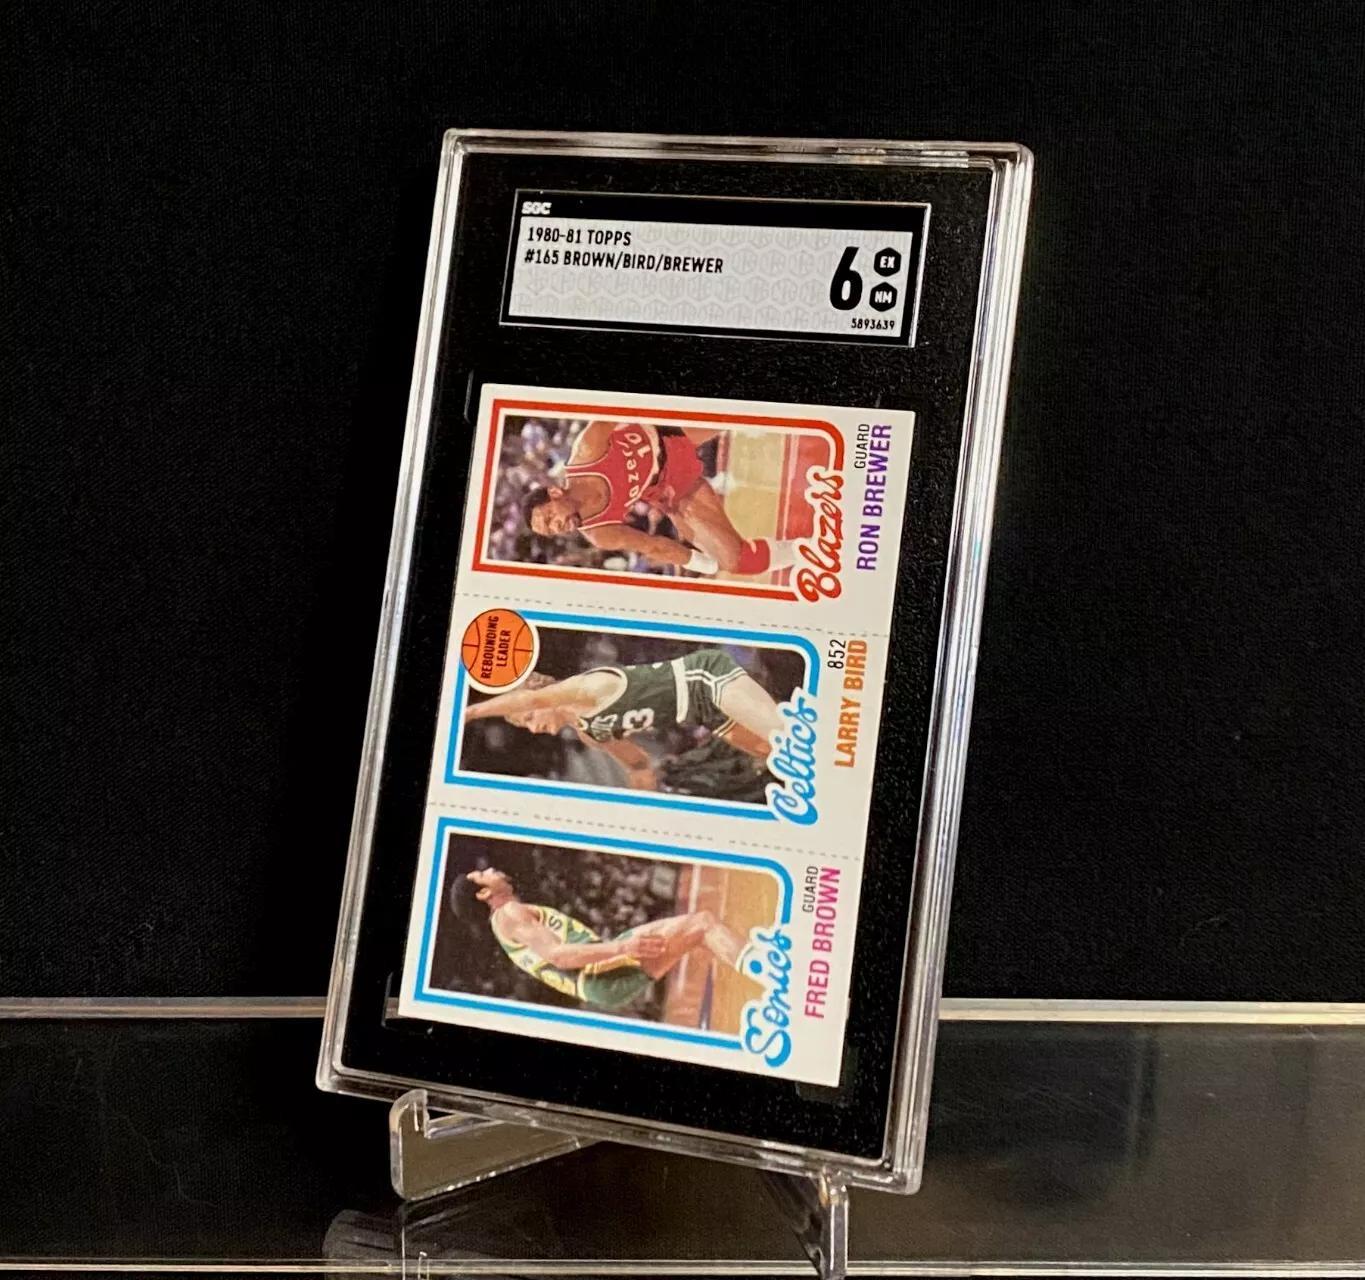 SGC
1980-81 TOPPS
#165 BROWN/BIRD/BREWER
6
EX
NM
5893639
Blazers
GUARD
RON BREWER
10
REBOUNDING
LEADER
Celtics
852
LARRY BIRD
Sonics
GUARD
FRED BROWN